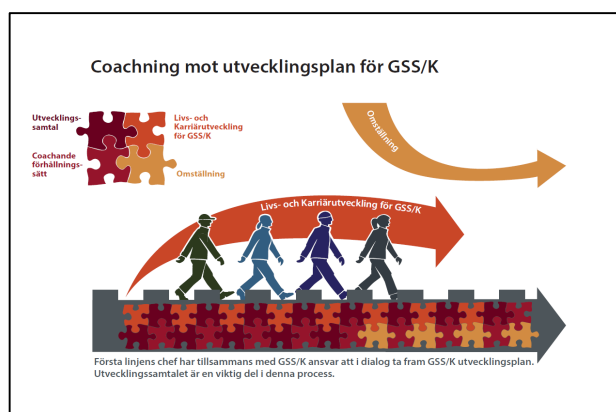 Coachning mot utvecklingsplan för GSS/K
Utvecklings-
samtal
Livs- och
Karriärutveckling
för GSS/K
Coachande
förhållnings-
sätt
Omställning
Omställning
Livs- och Karriärutveckling för GSS/K
Första linjens chef har tillsammans med GSS/K ansvar att i dialog ta fram GSS/K utvecklingsplan.
Utvecklingssamtalet är en viktig del i denna process.